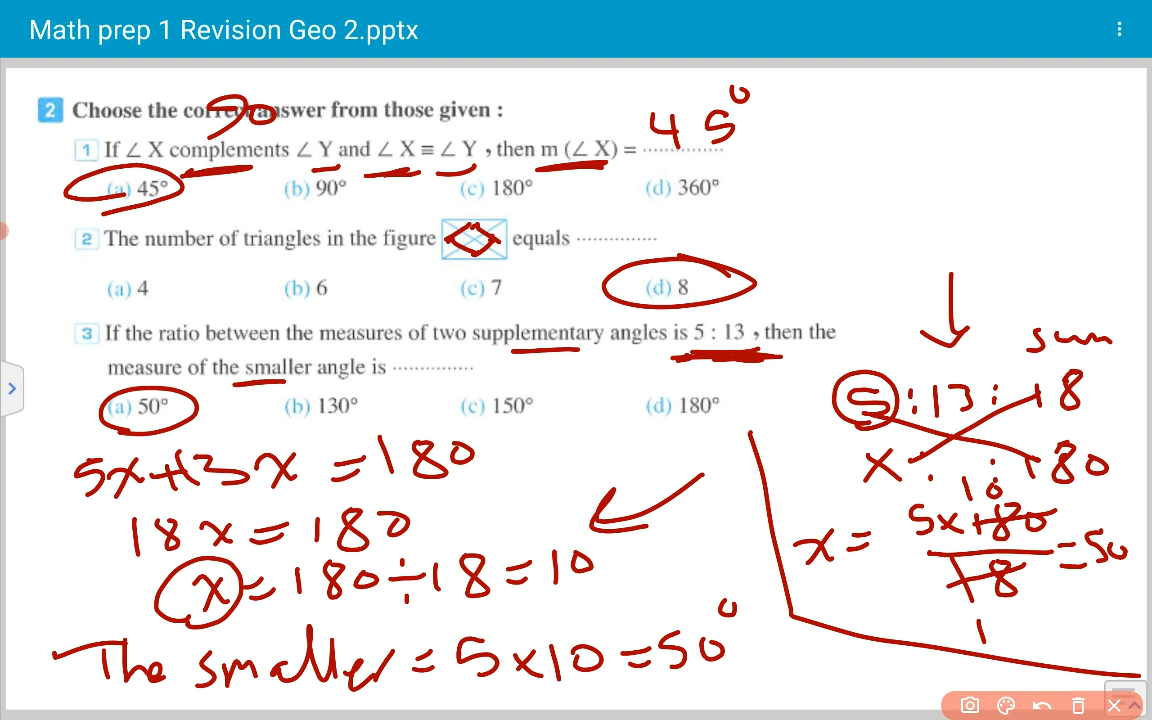 Math prep 1 Revision Geo 2.pptx
2 Choose the correct answer from those given :
90
1 If ∠ X complements ∠ Y and ∠ X ≡ ∠ Y , then m (∠ X) = ................
45°
(a) 45° (b) 90° (c) 180° (d) 360°
2 The number of triangles in the figure equals ...............
(a) 4 (b) 6 (c) 7 (d) 8
3 If the ratio between the measures of two supplementary angles is 5 : 13 , then the
measure of the smaller angle is ...............
(a) 50° (b) 130° (c) 150° (d) 180°
5x+13x = 180
18x = 180
x = 180÷18 = 10
The smaller = 5×10 = 50°
sum
5 : 13 : 18
x : : 180
10
x = 5x180 / 18 = 50
1